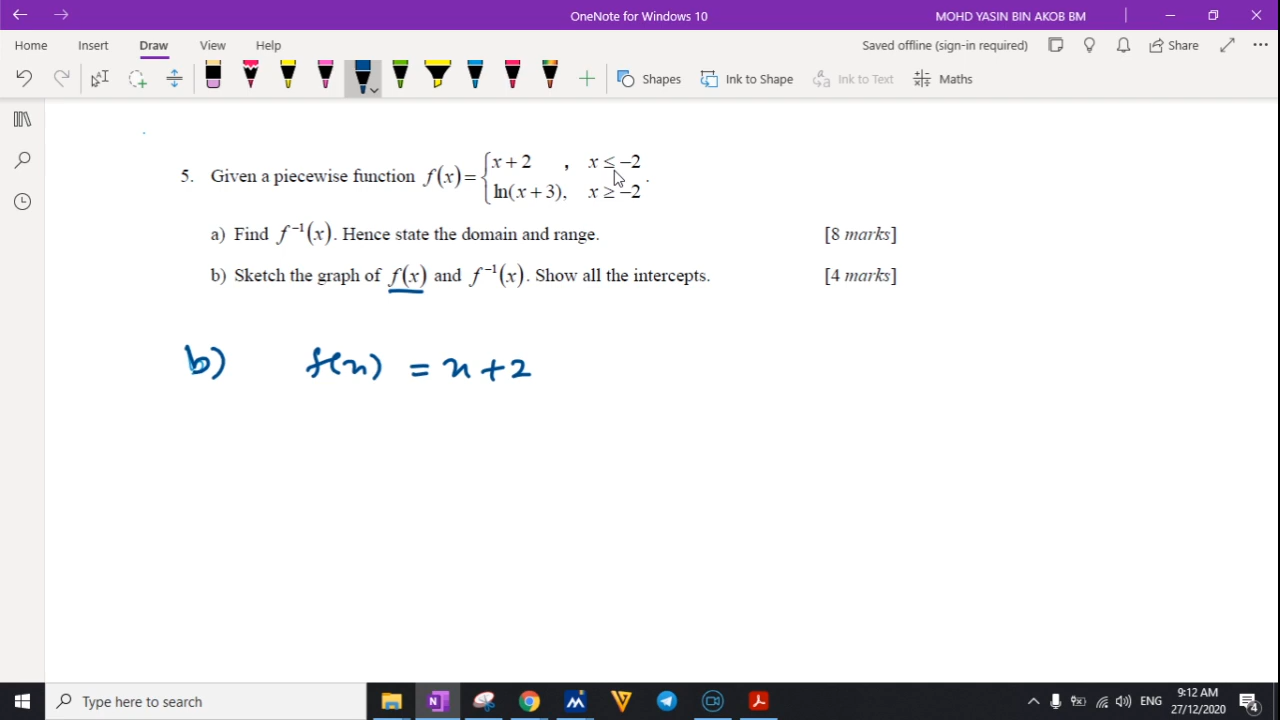 OneNote for Windows 10
MOHD YASIN BIN AKOB BM
Home Insert Draw View Help
Saved offline (sign-in required) Share
Shapes Ink to Shape Ink to Text Maths
5. Given a piecewise function f(x) = { x + 2 , x ≤ −2
ln(x + 3), x ≥ −2 .
a) Find f⁻¹(x). Hence state the domain and range. [8 marks]
b) Sketch the graph of f(x) and f⁻¹(x). Show all the intercepts. [4 marks]
b) f(x) = x + 2
Type here to search
ENG
9:12 AM
27/12/2020
4